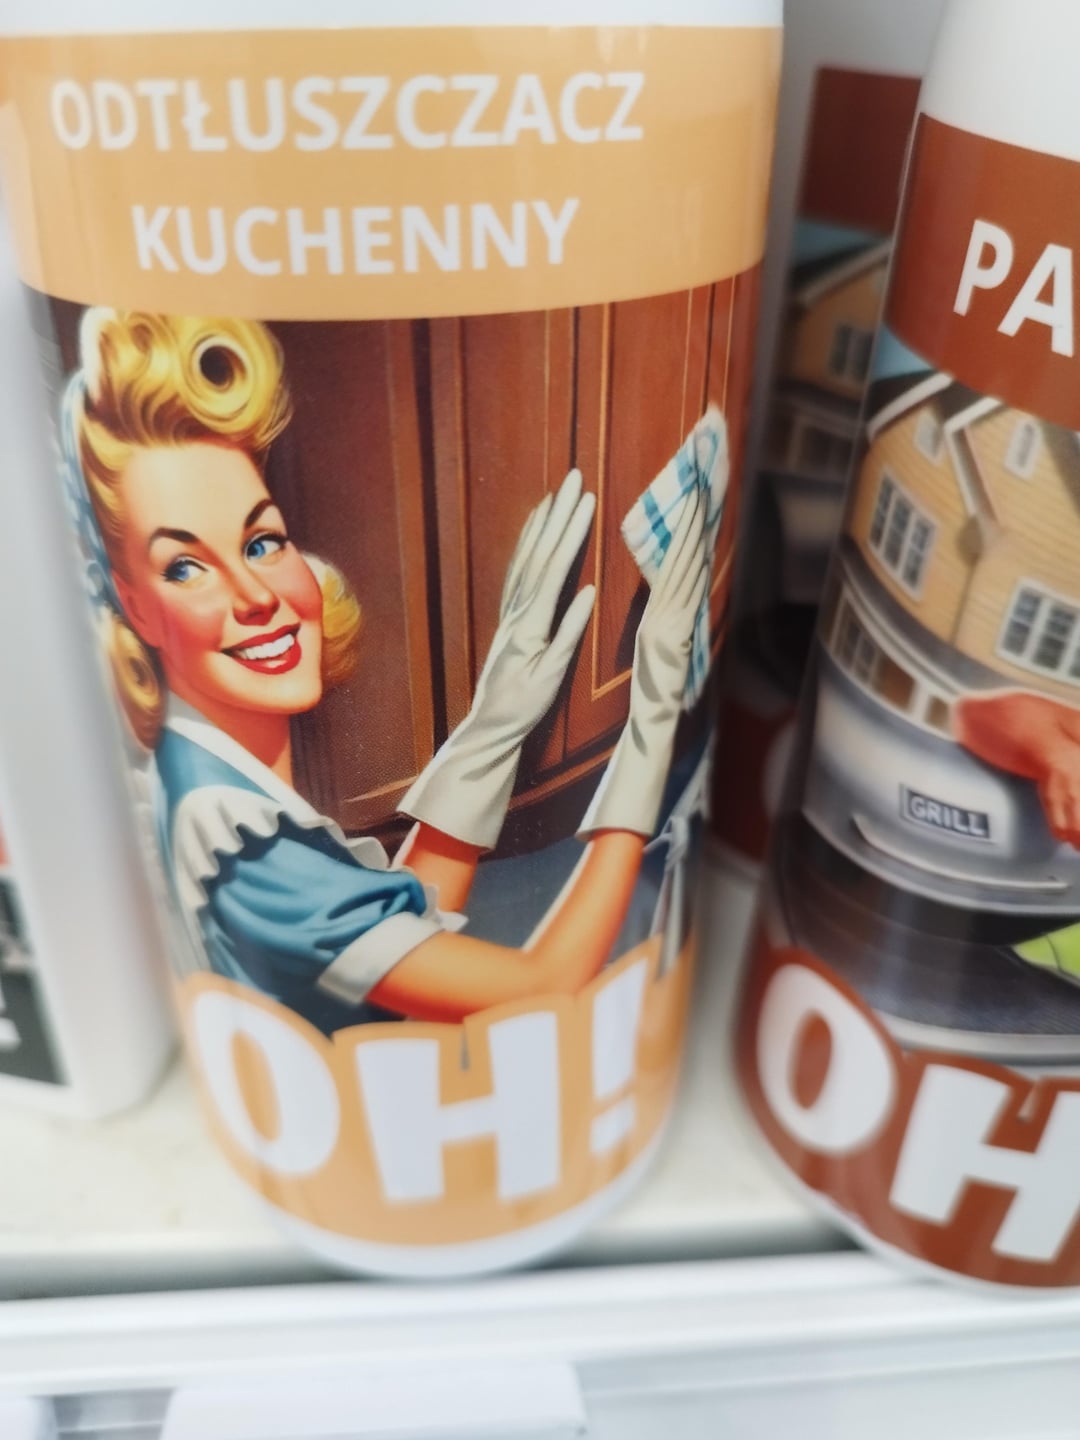 ODTŁUSZCZACZ
KUCHENNY
OH!
PA
GRILL
OH